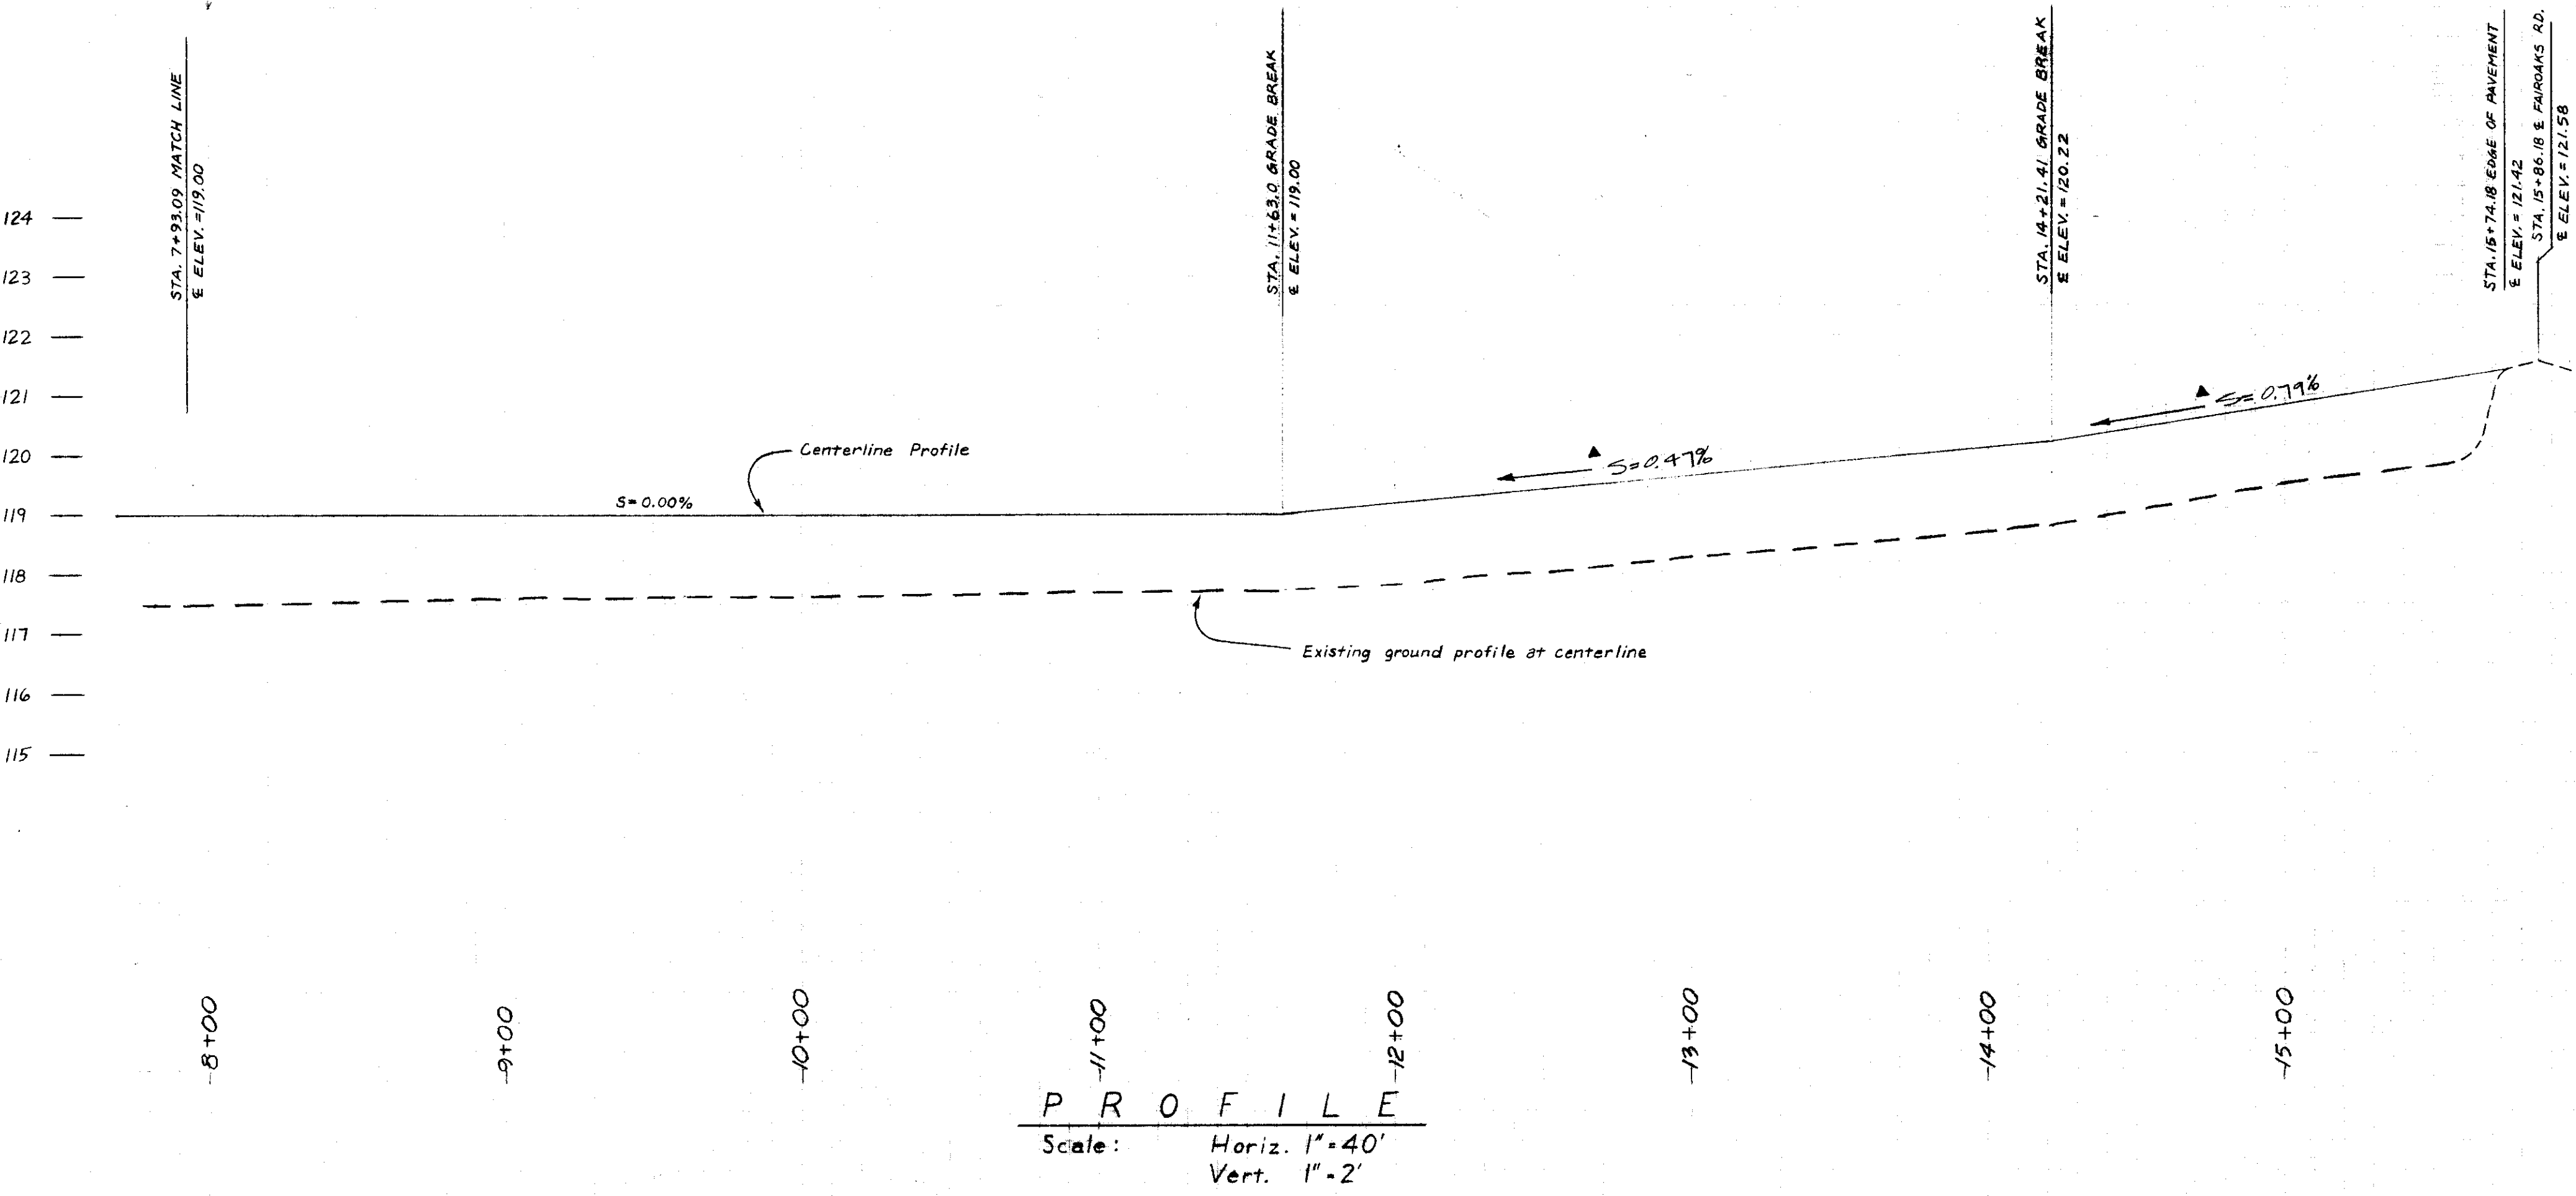 STA. 7+93.09 MATCH LINE
℄ ELEV. =119.00
STA. 11+63.0 GRADE BREAK
℄ ELEV. = 119.00
STA. 14+21.41 GRADE BREAK
℄ ELEV. = 120.22
STA. 15+74.18 EDGE OF PAVEMENT
℄ ELEV. = 121.42
STA. 15+86.18 ℄ FAIROAKS RD.
℄ ELEV. = 121.58
124
123
122
121
120
119
118
117
116
115
S=0.79%
S=0.47%
Centerline Profile
S=0.00%
Existing ground profile at centerline
8+00
9+00
10+00
11+00
12+00
13+00
14+00
15+00
PROFILE
Scale: Horiz. 1"=40'
Vert. 1"=2'